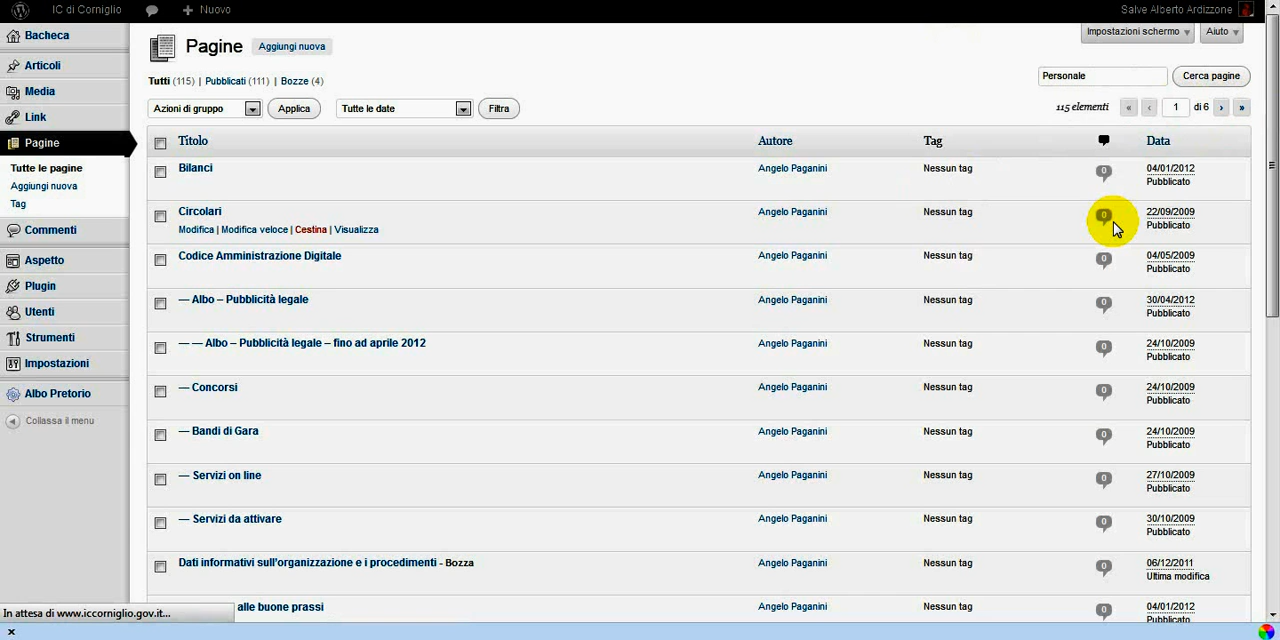 IC di Corniglio + Nuovo Salve Alberto Ardizzone
Bacheca
Articoli
Media
Link
Pagine
Tutte le pagine
Aggiungi nuova
Tag
Commenti
Aspetto
Plugin
Utenti
Strumenti
Impostazioni
Albo Pretorio
Collassa il menu
Impostazioni schermo Aiuto
Pagine Aggiungi nuova
Tutti (115) | Pubblicati (111) | Bozze (4)
Personale Cerca pagine
Azioni di gruppo Applica Tutte le date Filtra
115 elementi « ‹ 1 di 6 › »
Titolo Autore Tag Data
Bilanci Angelo Paganini Nessun tag 0 04/01/2012
Pubblicato
Circolari Angelo Paganini Nessun tag 0 22/09/2009
Modifica | Modifica veloce | Cestina | Visualizza Pubblicato
Codice Amministrazione Digitale Angelo Paganini Nessun tag 0 04/05/2009
Pubblicato
— Albo – Pubblicità legale Angelo Paganini Nessun tag 0 30/04/2012
Pubblicato
— — Albo – Pubblicità legale – fino ad aprile 2012 Angelo Paganini Nessun tag 0 24/10/2009
Pubblicato
— Concorsi Angelo Paganini Nessun tag 0 24/10/2009
Pubblicato
— Bandi di Gara Angelo Paganini Nessun tag 0 24/10/2009
Pubblicato
— Servizi on line Angelo Paganini Nessun tag 0 27/10/2009
Pubblicato
— Servizi da attivare Angelo Paganini Nessun tag 0 30/10/2009
Pubblicato
Dati informativi sull'organizzazione e i procedimenti - Bozza Angelo Paganini Nessun tag 0 06/12/2011
Ultima modifica
alle buone prassi Angelo Paganini Nessun tag 0 04/01/2012
Pubblicato
In attesa di www.iccorniglio.gov.it...